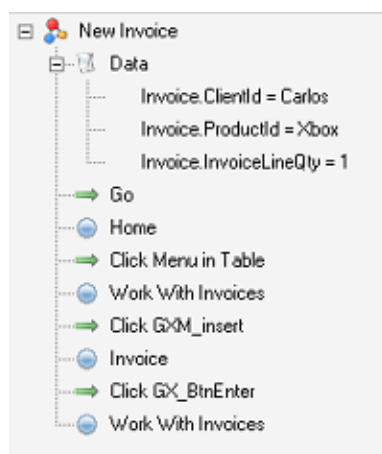 New Invoice
Data
Invoice.ClientId = Carlos
Invoice.ProductId = Xbox
Invoice.InvoiceLineQty = 1
Go
Home
Click Menu in Table
Work With Invoices
Click GXM_insert
Invoice
Click GX_BtnEnter
Work With Invoices